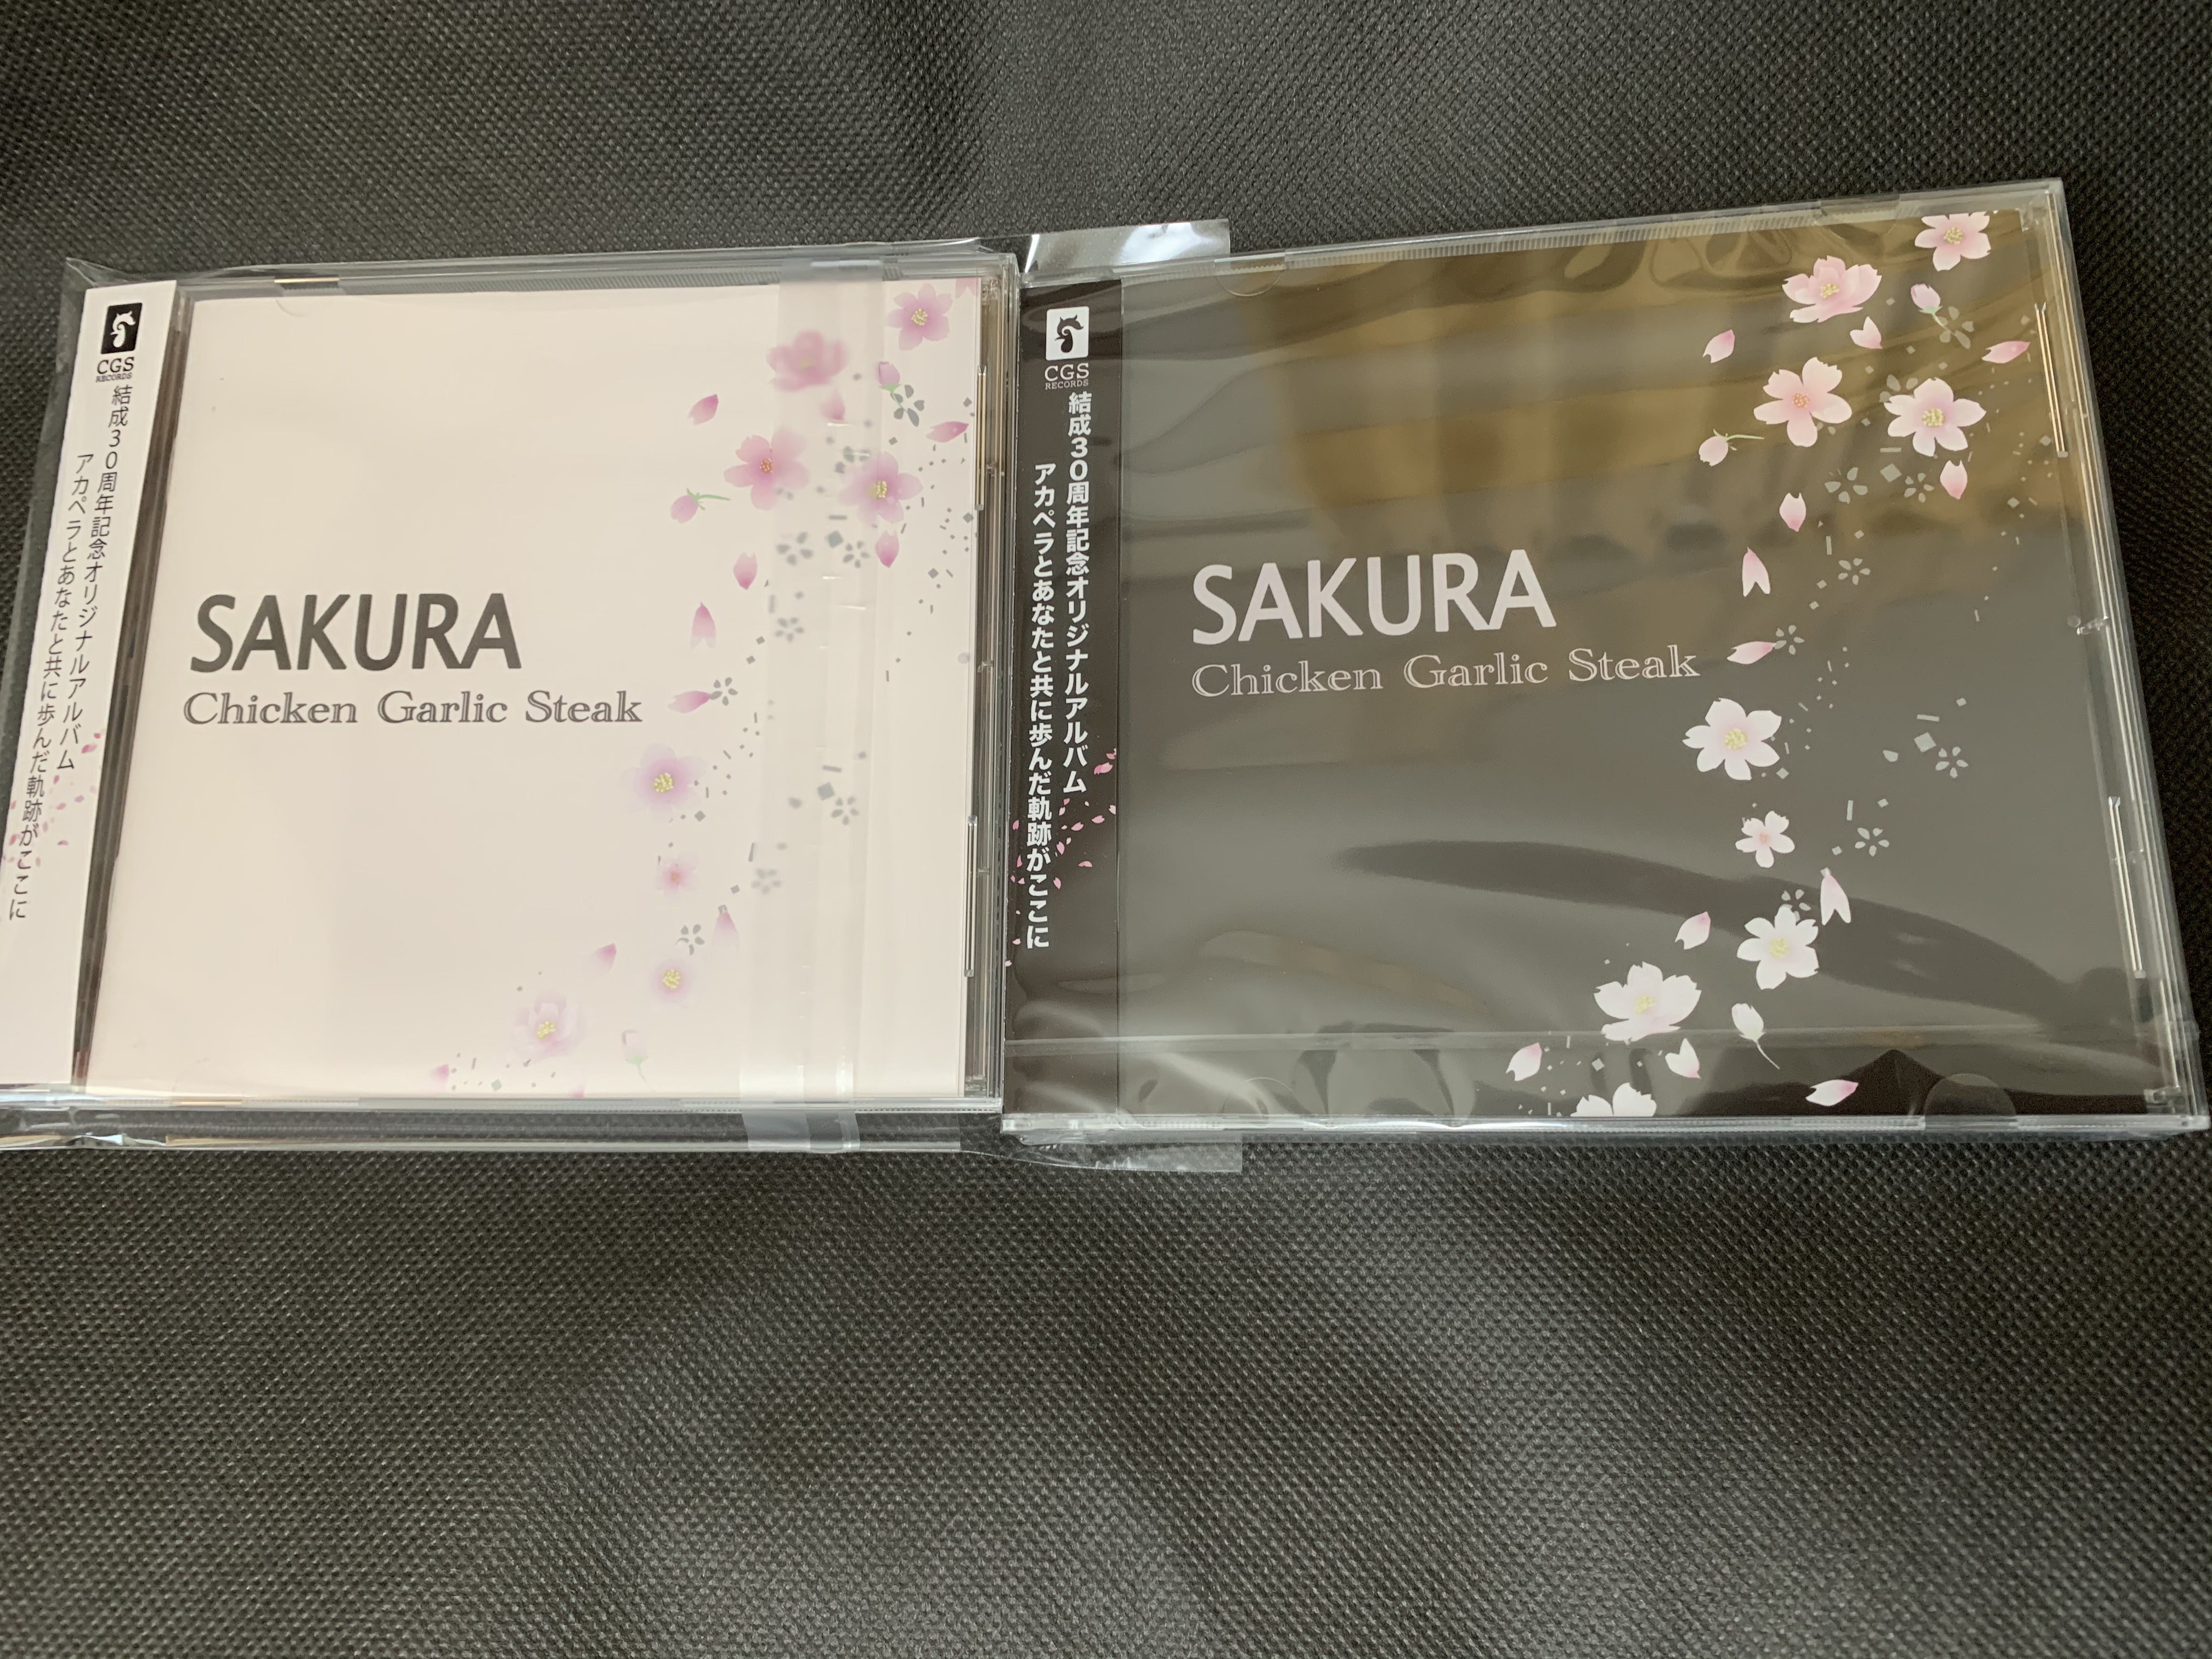 CGS
RECORDS
結成30周年記念オリジナルアルバム
アカペラとあなたと共に歩んだ軌跡がここに
SAKURA
Chicken Garlic Steak
CGS
RECORDS
結成30周年記念オリジナルアルバム
アカペラとあなたと共に歩んだ軌跡がここに
SAKURA
Chicken Garlic Steak